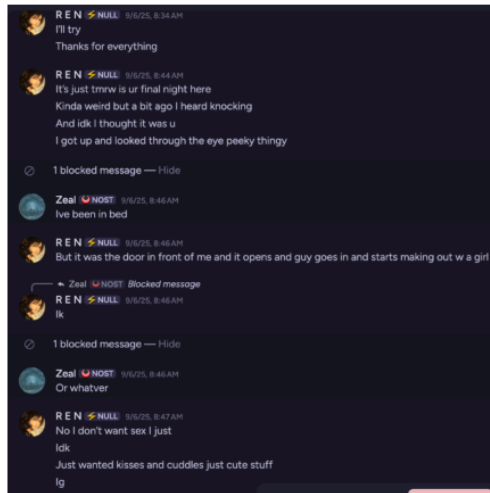 R E N NULL 9/6/25, 8:34 AM
I'll try
Thanks for everything
R E N NULL 9/6/25, 8:44 AM
It's just tmrw is ur final night here
Kinda weird but a bit ago I heard knocking
And idk I thought it was u
I got up and looked through the eye peeky thingy
1 blocked message — Hide
Zeal NOST 9/6/25, 8:46 AM
Ive been in bed
R E N NULL 9/6/25, 8:46 AM
But it was the door in front of me and it opens and guy goes in and starts making out w a girl
Zeal NOST Blocked message
R E N NULL 9/6/25, 8:46 AM
Ik
1 blocked message — Hide
Zeal NOST 9/6/25, 8:46 AM
Or whatver
R E N NULL 9/6/25, 8:47 AM
No I don't want sex I just
Idk
Just wanted kisses and cuddles just cute stuff
Ig